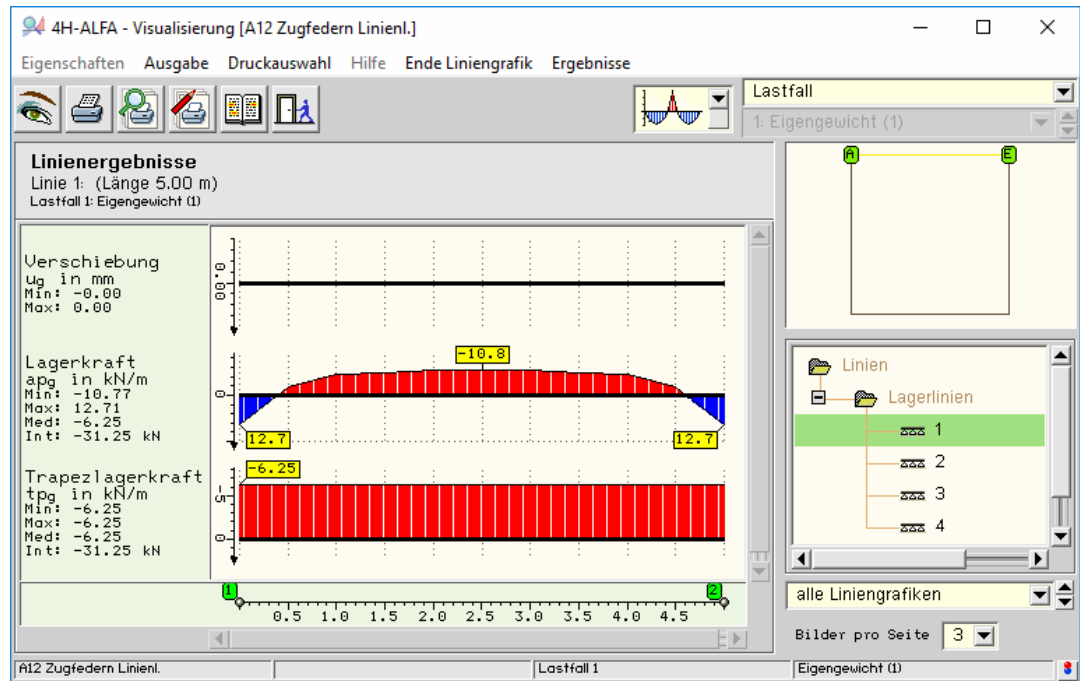 4H-ALFA - Visualisierung [A12 Zugfedern Linienl.]
Eigenschaften Ausgabe Druckauswahl Hilfe Ende Liniengrafik Ergebnisse
Lastfall
1: Eigengewicht (1)
Linienergebnisse
Linie 1: (Länge 5.00 m)
Lastfall 1: Eigengewicht (1)
A E
Verschiebung
ug in mm
Min: -0.00
Max: 0.00
0.00
0
Lagerkraft
apg in kN/m
Min: -10.77
Max: 12.71
Med: -6.25
Int: -31.25 kN
0
-10.8
12.7 12.7
Trapezlagerkraft
tpg in kN/m
Min: -6.25
Max: -6.25
Med: -6.25
Int: -31.25 kN
-5
0
-6.25
1 2
0.5 1.0 1.5 2.0 2.5 3.0 3.5 4.0 4.5
Linien
Lagerlinien
1
2
3
4
alle Liniengrafiken
Bilder pro Seite 3
A12 Zugfedern Linienl. Lastfall 1 Eigengewicht (1)